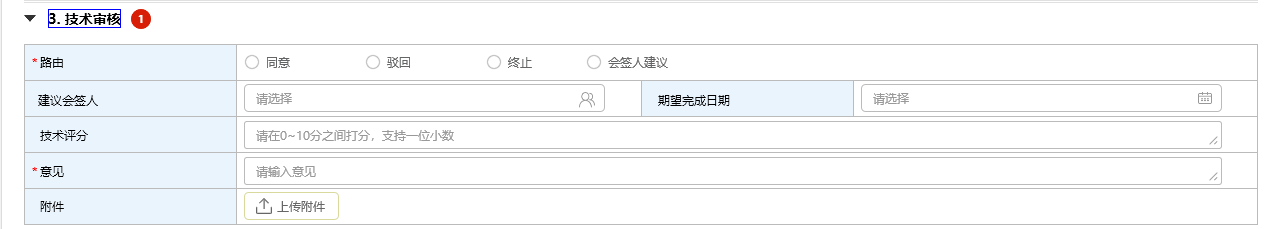 3. 技术审核 1
* 路由 同意 驳回 终止 会签人建议
建议会签人 请选择 期望完成日期 请选择
技术评分 请在0~10分之间打分，支持一位小数
* 意见 请输入意见
附件 上传附件